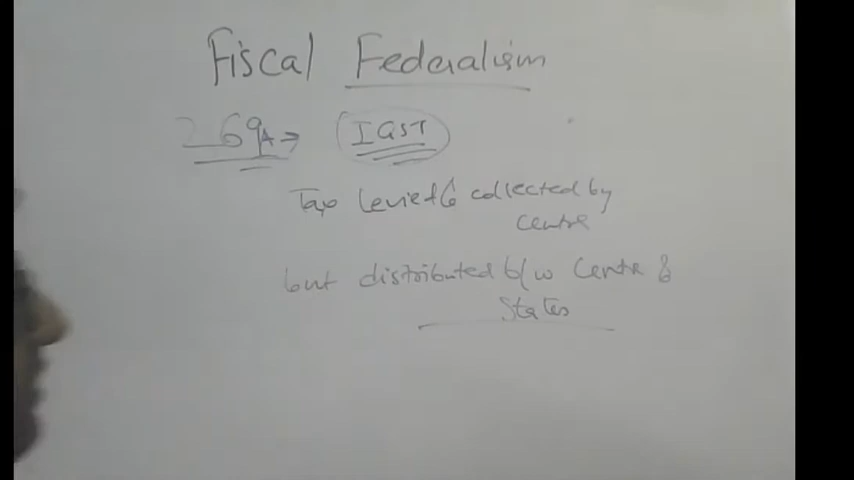 Fiscal Federalism
269A → IGST
Tax levied & collected by
centre
but distributed b/w Centre &
States